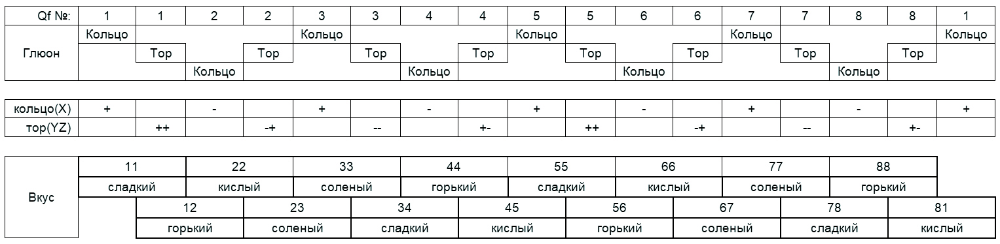 Qf №: 1 1 2 2 3 3 4 4 5 5 6 6 7 7 8 8 1
Кольцо Кольцо Кольцо Кольцо Кольцо
Глюон Тор Тор Тор Тор Тор Тор Тор Тор
Кольцо Кольцо Кольцо Кольцо
кольцо(X) + - + - + - + - +
тор(YZ) ++ -+ -- +- ++ -+ -- +-
11 22 33 44 55 66 77 88
сладкий кислый соленый горький сладкий кислый соленый горький
Вкус
12 23 34 45 56 67 78 81
горький соленый сладкий кислый горький соленый сладкий кислый